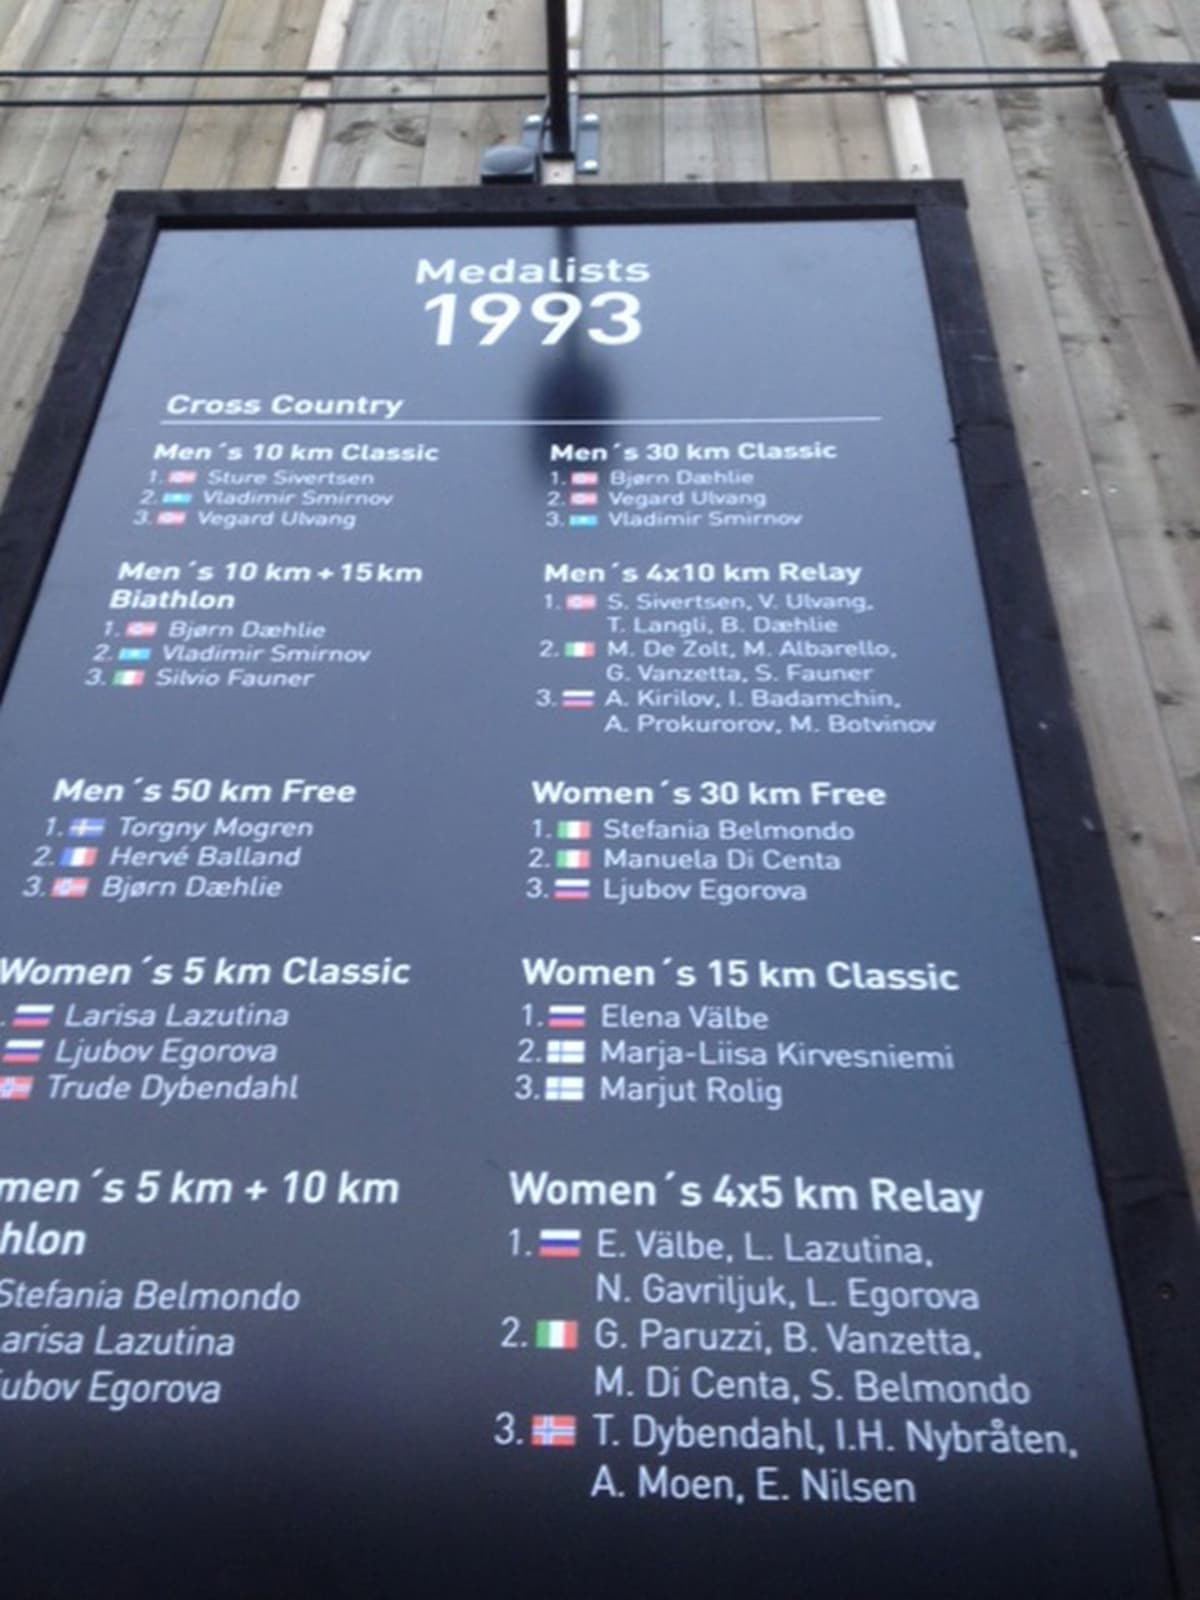 Medalists
1993
Cross Country
Men´s 10 km Classic
1. Sture Sivertsen
2. Vladimir Smirnov
3. Vegard Ulvang
Men´s 30 km Classic
1. Bjørn Dæhlie
2. Vegard Ulvang
3. Vladimir Smirnov
Men´s 10 km + 15 km
Biathlon
1. Bjørn Dæhlie
2. Vladimir Smirnov
3. Silvio Fauner
Men´s 4x10 km Relay
1. S. Sivertsen, V. Ulvang,
T. Langli, B. Dæhlie
2. M. De Zolt, M. Albarello,
G. Vanzetta, S. Fauner
3. A. Kirilov, I. Badamchin,
A. Prokurorov, M. Botvinov
Men´s 50 km Free
1. Torgny Mogren
2. Hervé Balland
3. Bjørn Dæhlie
Women´s 30 km Free
1. Stefania Belmondo
2. Manuela Di Centa
3. Ljubov Egorova
Women´s 5 km Classic
. Larisa Lazutina
Ljubov Egorova
Trude Dybendahl
Women´s 15 km Classic
1. Elena Välbe
2. Marja-Liisa Kirvesniemi
3. Marjut Rolig
men´s 5 km + 10 km
hlon
Stefania Belmondo
arisa Lazutina
ubov Egorova
Women´s 4x5 km Relay
1. E. Välbe, L. Lazutina,
N. Gavriljuk, L. Egorova
2. G. Paruzzi, B. Vanzetta,
M. Di Centa, S. Belmondo
3. T. Dybendahl, I.H. Nybråten,
A. Moen, E. Nilsen